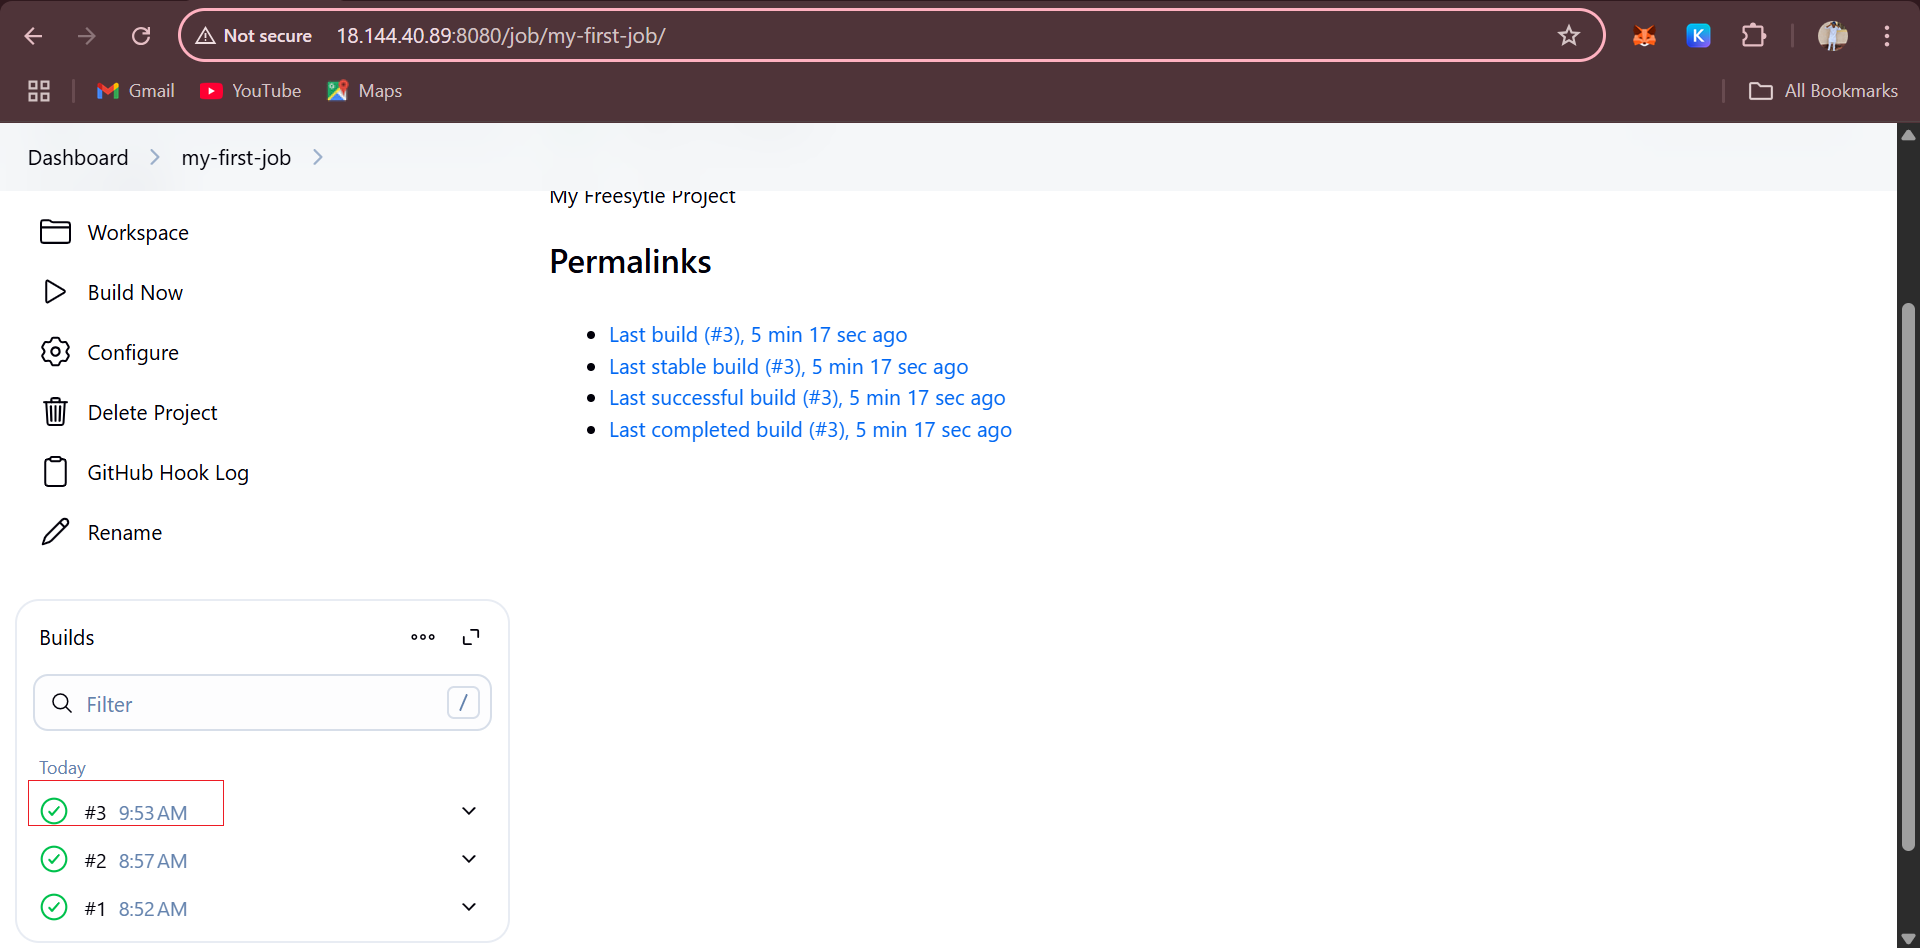 Not secure 18.144.40.89:8080/job/my-first-job/
K
Gmail YouTube Maps All Bookmarks
Dashboard my-first-job
My Freesytle Project
Workspace
Build Now
Configure
Delete Project
GitHub Hook Log
Rename
Permalinks
Last build (#3), 5 min 17 sec ago
Last stable build (#3), 5 min 17 sec ago
Last successful build (#3), 5 min 17 sec ago
Last completed build (#3), 5 min 17 sec ago
Builds
Filter /
Today
#3 9:53 AM
#2 8:57 AM
#1 8:52 AM